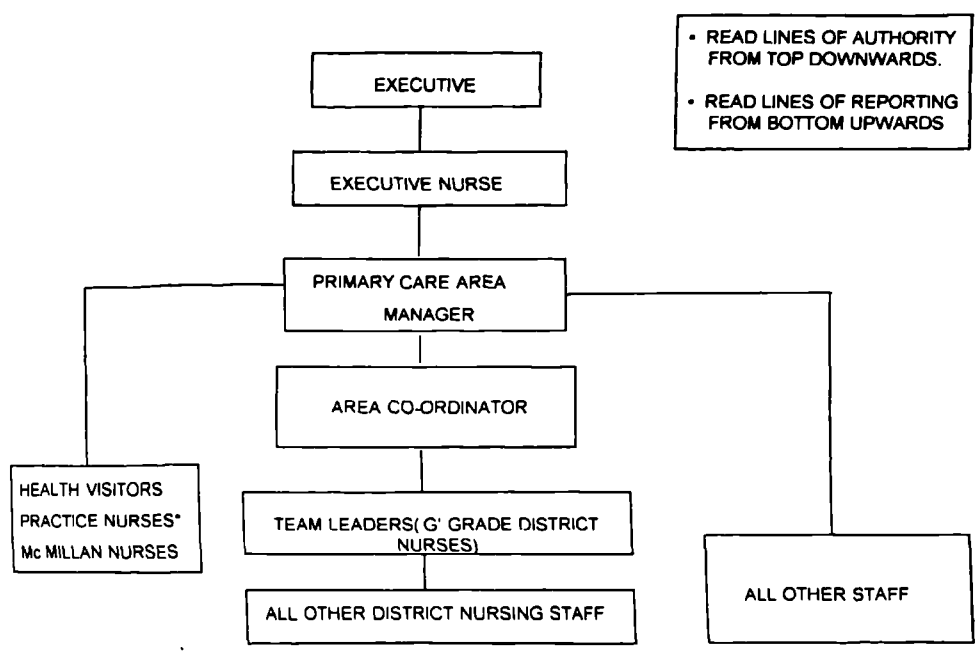 • READ LINES OF AUTHORITY
FROM TOP DOWNWARDS.
• READ LINES OF REPORTING
FROM BOTTOM UPWARDS
EXECUTIVE
EXECUTIVE NURSE
PRIMARY CARE AREA
MANAGER
AREA CO-ORDINATOR
HEALTH VISITORS
PRACTICE NURSES*
Mc MILLAN NURSES
TEAM LEADERS( G' GRADE DISTRICT
NURSES)
ALL OTHER DISTRICT NURSING STAFF
ALL OTHER STAFF